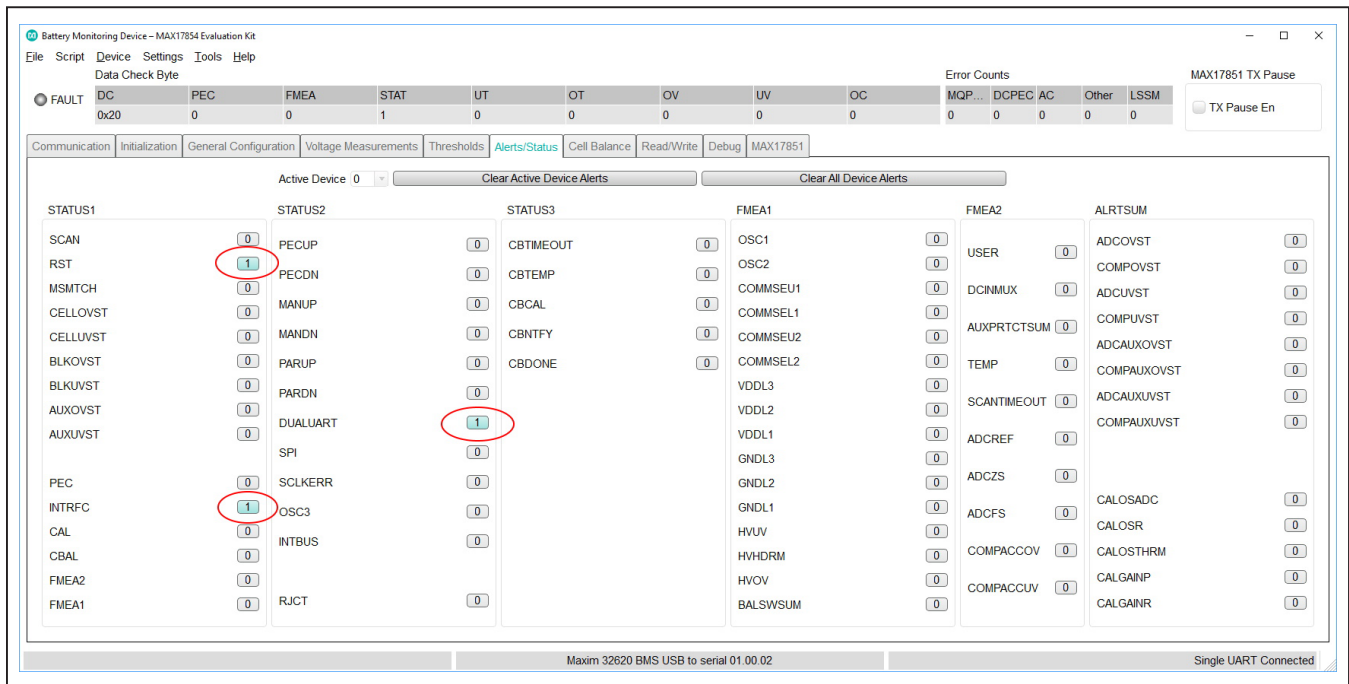 Battery Monitoring Device – MAX17854 Evaluation Kit
File Script Device Settings Tools Help
Data Check Byte
Error Counts
MAX17851 TX Pause
FAULT
DC PEC FMEA STAT UT OT OV UV OC
MQP... DCPEC AC Other LSSM
0x20 0 0 1 0 0 0 0 0
0 0 0 0 0
TX Pause En
Communication Initialization General Configuration Voltage Measurements Thresholds Alerts/Status Cell Balance Read/Write Debug MAX17851
Active Device 0
Clear Active Device Alerts
Clear All Device Alerts
STATUS1
SCAN 0
RST 1
MSMTCH 0
CELLOVST 0
CELLUVST 0
BLKOVST 0
BLKUVST 0
AUXOVST 0
AUXUVST 0
PEC 0
INTRFC 1
CAL 0
CBAL 0
FMEA2 0
FMEA1 0
STATUS2
PECUP 0
PECDN 0
MANUP 0
MANDN 0
PARUP 0
PARDN 0
DUALUART 1
SPI 0
SCLKERR 0
OSC3 0
INTBUS 0
RJCT 0
STATUS3
CBTIMEOUT 0
CBTEMP 0
CBCAL 0
CBNTFY 0
CBDONE 0
FMEA1
OSC1 0
OSC2 0
COMMSEU1 0
COMMSEL1 0
COMMSEU2 0
COMMSEL2 0
VDDL3 0
VDDL2 0
VDDL1 0
GNDL3 0
GNDL2 0
GNDL1 0
HVUV 0
HVHDRM 0
HVOV 0
BALSWSUM 0
FMEA2
USER 0
DCINMUX 0
AUXPRTCTSUM 0
TEMP 0
SCANTIMEOUT 0
ADCREF 0
ADCZS 0
ADCFS 0
COMPACCOV 0
COMPACCUV 0
ALRTSUM
ADCOVST 0
COMPOVST 0
ADCUVST 0
COMPUVST 0
ADCAUXOVST 0
COMPAUXOVST 0
ADCAUXUVST 0
COMPAUXUVST 0
CALOSADC 0
CALOSR 0
CALOSTHRM 0
CALGAINP 0
CALGAINR 0
Maxim 32620 BMS USB to serial 01.00.02
Single UART Connected